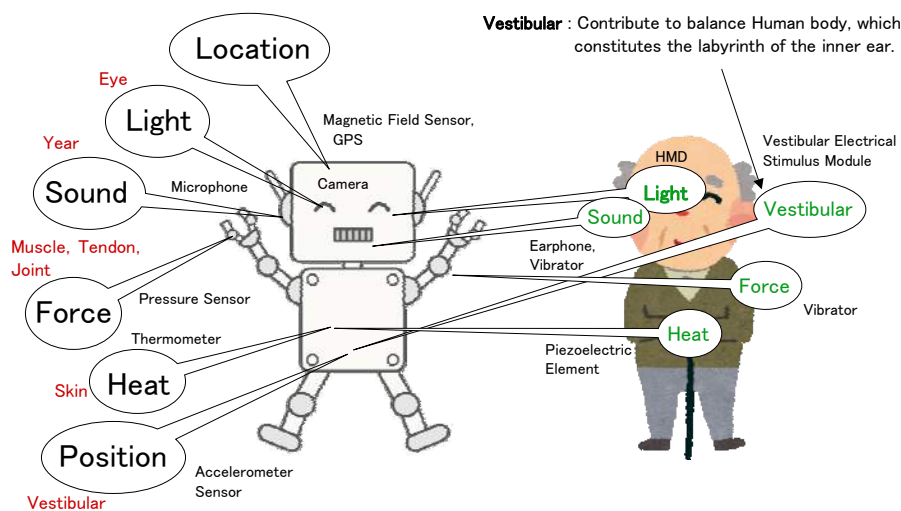 Vestibular : Contribute to balance Human body, which
constitutes the labyrinth of the inner ear.
Location
Eye
Light
Magnetic Field Sensor,
GPS
Year
Sound
Microphone
Camera
HMD
Light
Sound
Vestibular Electrical
Stimulus Module
Vestibular
Muscle, Tendon,
Joint
Force
Pressure Sensor
Earphone,
Vibrator
Force
Vibrator
Thermometer
Heat
Skin
Heat
Piezoelectric
Element
Position
Accelerometer
Sensor
Vestibular